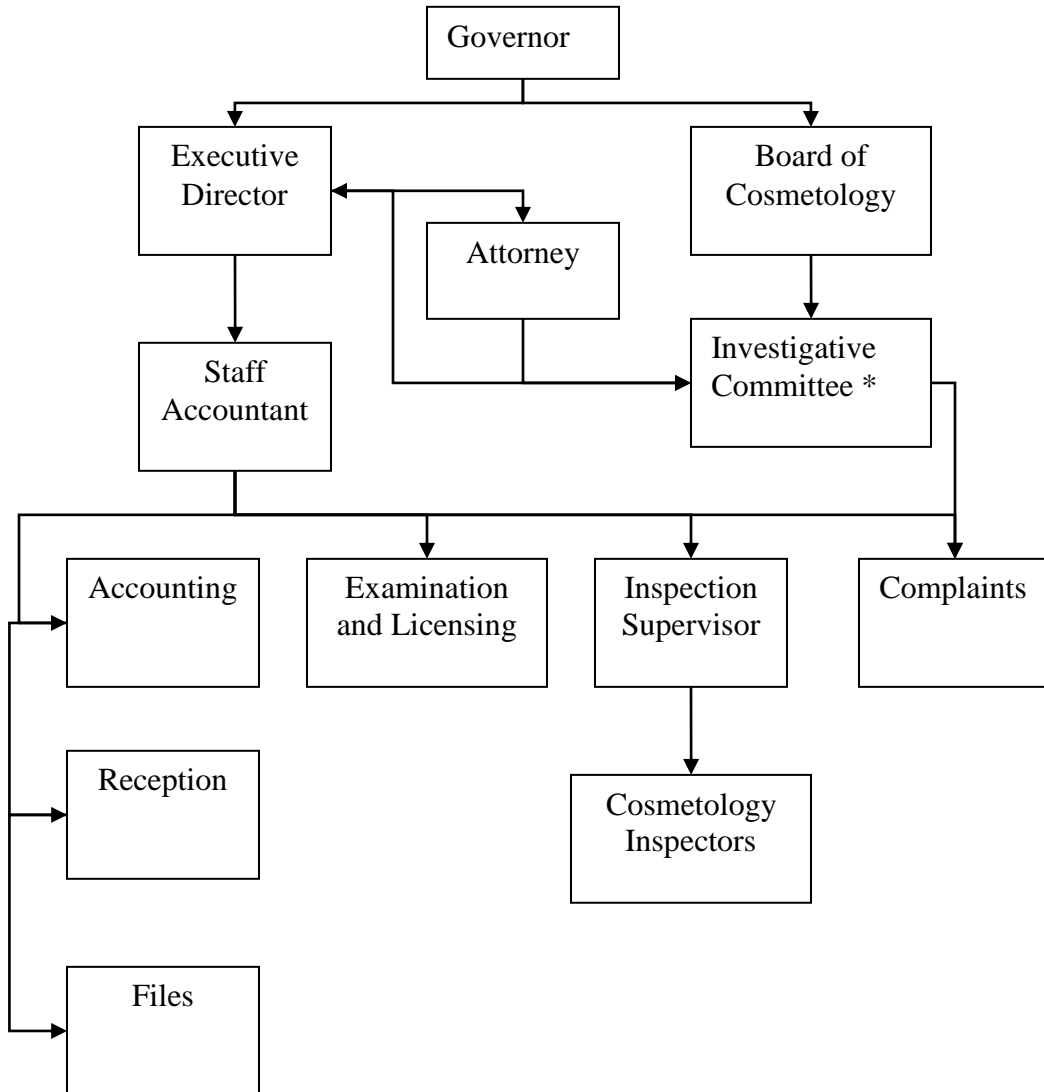 Governor
Executive
Director
Board of
Cosmetology
Attorney
Staff
Accountant
Investigative
Committee *
Accounting
Examination
and Licensing
Inspection
Supervisor
Complaints
Reception
Cosmetology
Inspectors
Files